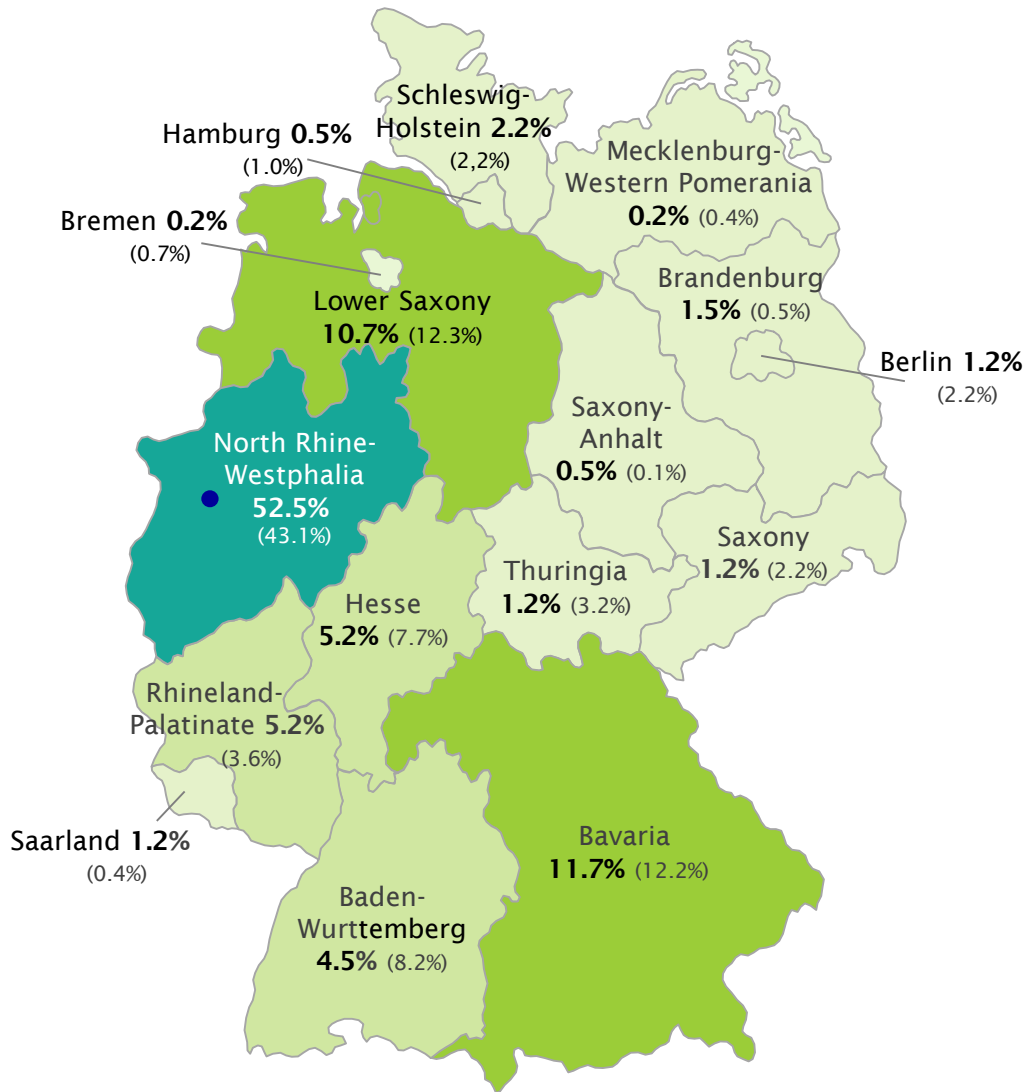 Schleswig-
Holstein 2.2%
(2,2%)
Hamburg 0.5%
(1.0%)
Mecklenburg-
Western Pomerania
0.2% (0.4%)
Bremen 0.2%
(0.7%)
Lower Saxony
10.7% (12.3%)
Brandenburg
1.5% (0.5%)
Berlin 1.2%
(2.2%)
Saxony-
Anhalt
0.5% (0.1%)
North Rhine-
Westphalia
52.5%
(43.1%)
Saxony
1.2% (2.2%)
Thuringia
1.2% (3.2%)
Hesse
5.2% (7.7%)
Rhineland-
Palatinate 5.2%
(3.6%)
Saarland 1.2%
(0.4%)
Bavaria
11.7% (12.2%)
Baden-
Wurttemberg
4.5% (8.2%)